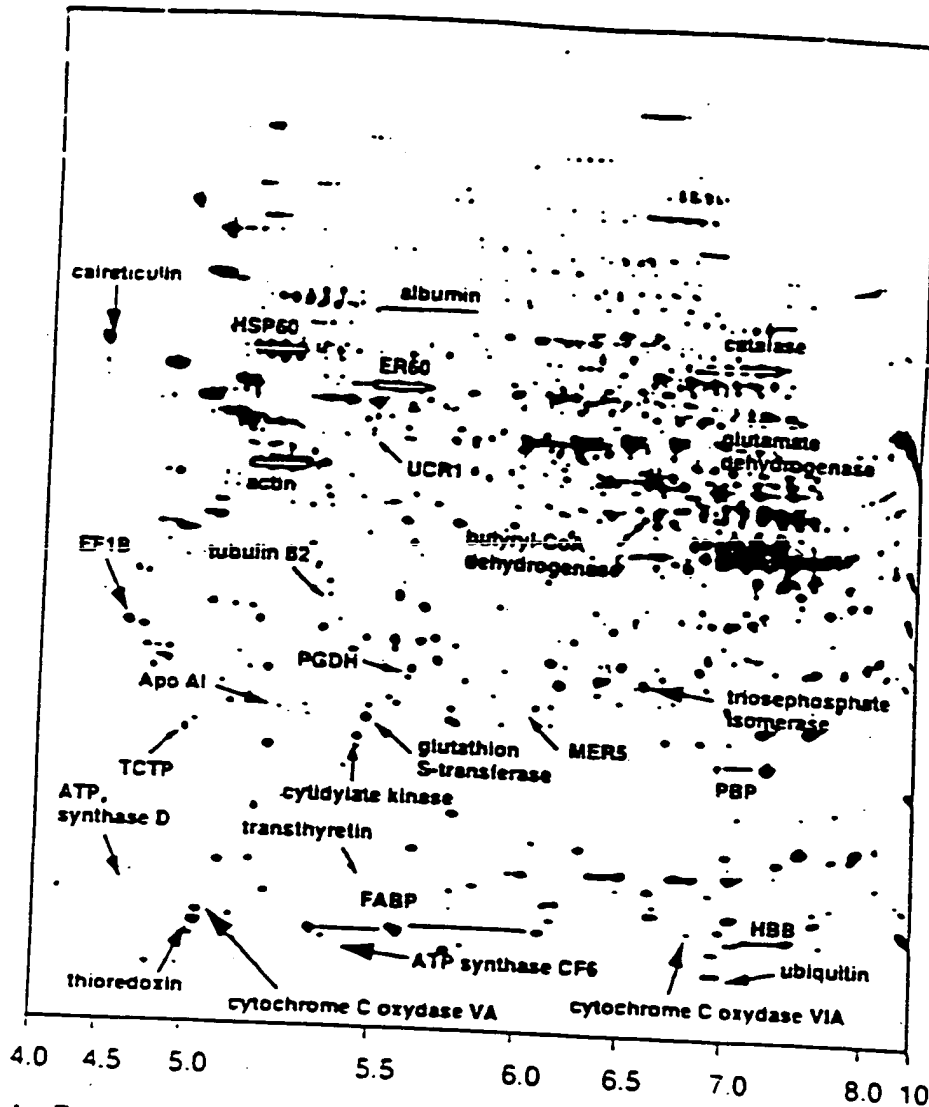 calreticulin
albumin
HSP60
catalase
ER60
glutamate
dehydrogenase
UCR1
actin
EF1B
tubulin B2
butyryl-CoA
dehydrogenase
PGDH
Apo AI
triosephosphate
isomerase
glutathion
S-transferase
MER5
TCTP
PBP
ATP
synthase D
cytidylate kinase
transthyretin
FABP
HBB
ATP synthase CF6
ubiquitin
thioredoxin
cytochrome C oxydase VA
cytochrome C oxydase VIA
4.0 4.5 5.0 5.5 6.0 6.5 7.0 8.0 10